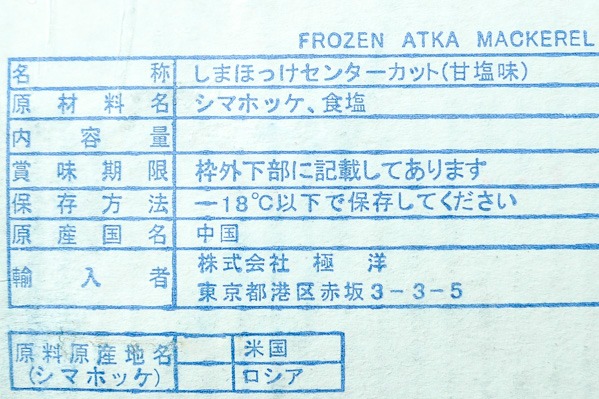 FROZEN ATKA MACKEREL
名称 しまほっけセンターカット(甘塩味)
原材料名 シマホッケ、食塩
内容量
賞味期限 枠外下部に記載してあります
保存方法 −18℃以下で保存してください
原産国名 中国
輸入者 株式会社 極洋
東京都港区赤坂3−3−5
原料原産地名 米国
(シマホッケ) ロシア